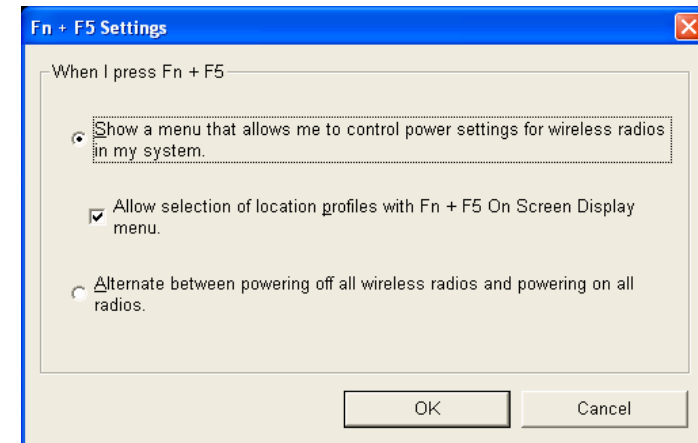 Fn + F5 Settings
When I press Fn + F5
Show a menu that allows me to control power settings for wireless radios
in my system.
Allow selection of location profiles with Fn + F5 On Screen Display
menu.
Alternate between powering off all wireless radios and powering on all
radios.
OK
Cancel